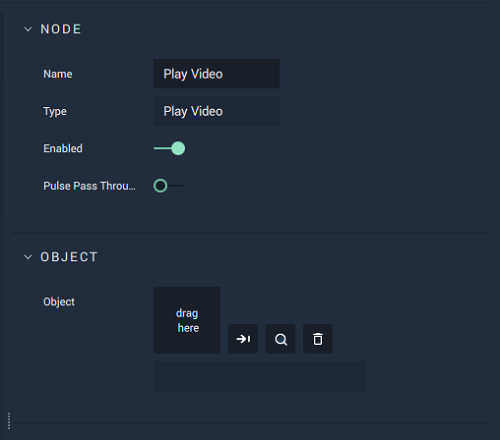 NODE
Name Play Video
Type Play Video
Enabled
Pulse Pass Throu...
OBJECT
Object
drag
here